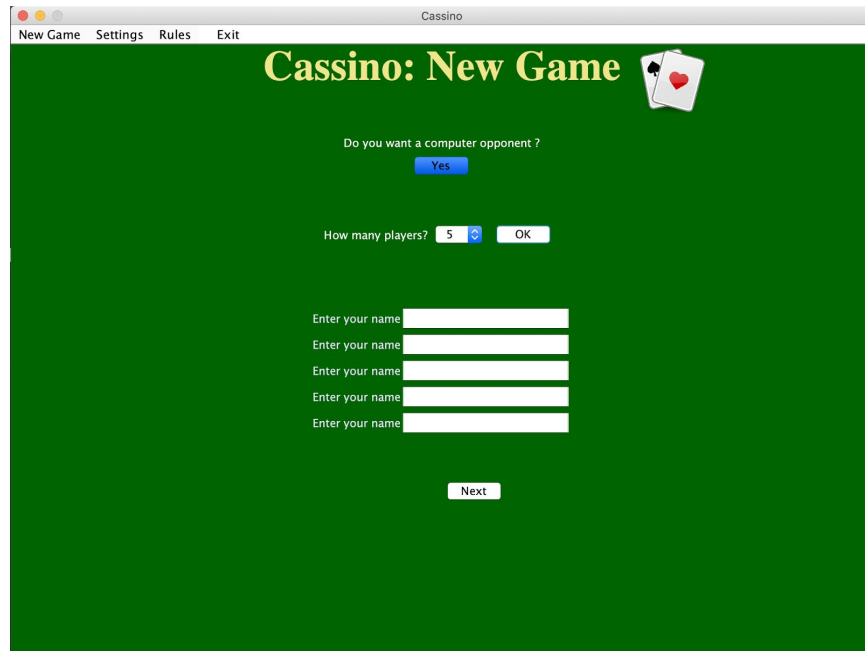 Cassino
New Game Settings Rules Exit
Cassino: New Game
Do you want a computer opponent ?
Yes
How many players? 5 OK
Enter your name
Enter your name
Enter your name
Enter your name
Enter your name
Next